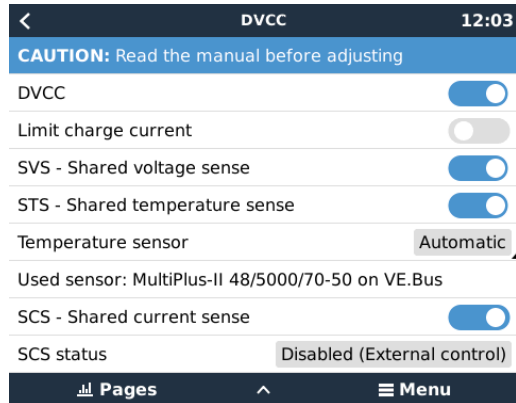 DVCC 12:03
CAUTION: Read the manual before adjusting
DVCC
Limit charge current
SVS - Shared voltage sense
STS - Shared temperature sense
Temperature sensor Automatic
Used sensor: MultiPlus-II 48/5000/70-50 on VE.Bus
SCS - Shared current sense
SCS status Disabled (External control)
Pages Menu